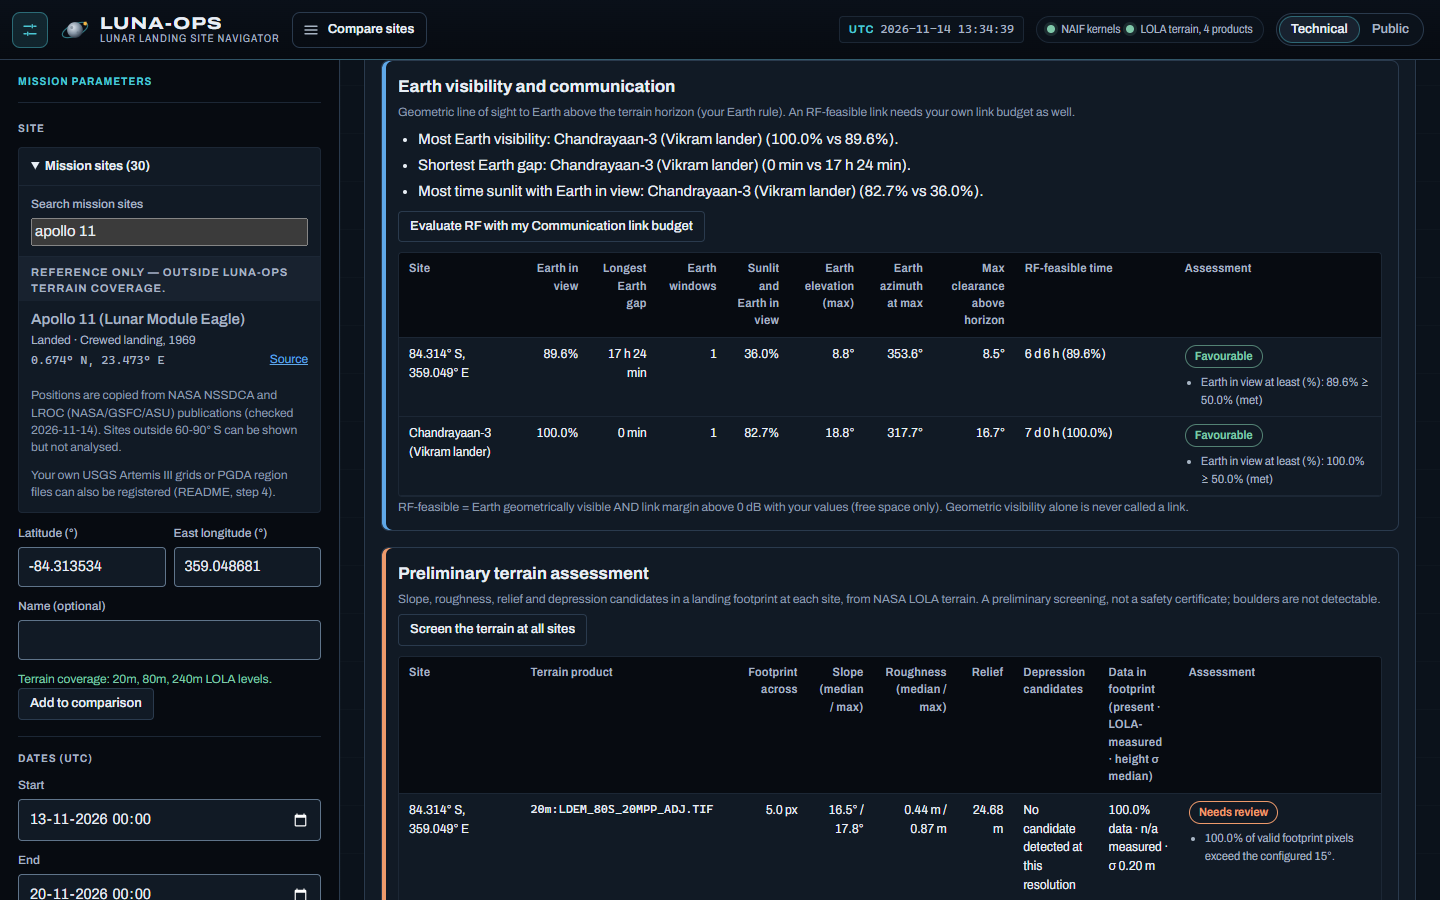 LUNA-OPS
LUNAR LANDING SITE NAVIGATOR
Compare sites
UTC 2026-11-14 13:34:39
NAIF kernels LOLA terrain, 4 products
Technical Public
MISSION PARAMETERS
SITE
▼ Mission sites (30)
Search mission sites
apollo 11
REFERENCE ONLY — OUTSIDE LUNA-OPS
TERRAIN COVERAGE.
Apollo 11 (Lunar Module Eagle)
Landed · Crewed landing, 1969
0.674° N, 23.473° E Source
Positions are copied from NASA NSSDCA and
LROC (NASA/GSFC/ASU) publications (checked
2026-11-14). Sites outside 60-90° S can be shown
but not analysed.
Your own USGS Artemis III grids or PGDA region
files can also be registered (README, step 4).
Latitude (°) East longitude (°)
-84.313534 359.048681
Name (optional)
Terrain coverage: 20m, 80m, 240m LOLA levels.
Add to comparison
DATES (UTC)
Start
13-11-2026 00:00
End
20-11-2026 00:00
Earth visibility and communication
Geometric line of sight to Earth above the terrain horizon (your Earth rule). An RF-feasible link needs your own link budget as well.
• Most Earth visibility: Chandrayaan-3 (Vikram lander) (100.0% vs 89.6%).
• Shortest Earth gap: Chandrayaan-3 (Vikram lander) (0 min vs 17 h 24 min).
• Most time sunlit with Earth in view: Chandrayaan-3 (Vikram lander) (82.7% vs 36.0%).
Evaluate RF with my Communication link budget
Site Earth in Longest Earth Sunlit Earth Earth Max RF-feasible time Assessment
view Earth windows and elevation azimuth clearance
gap Earth in (max) at max above
view horizon
84.314° S, 89.6% 17 h 24 1 36.0% 8.8° 353.6° 8.5° 6 d 6 h (89.6%) Favourable
359.049° E min
• Earth in view at least (%): 89.6% ≥
50.0% (met)
Chandrayaan-3 100.0% 0 min 1 82.7% 18.8° 317.7° 16.7° 7 d 0 h (100.0%) Favourable
(Vikram lander)
• Earth in view at least (%): 100.0%
≥ 50.0% (met)
RF-feasible = Earth geometrically visible AND link margin above 0 dB with your values (free space only). Geometric visibility alone is never called a link.
Preliminary terrain assessment
Slope, roughness, relief and depression candidates in a landing footprint at each site, from NASA LOLA terrain. A preliminary screening, not a safety certificate; boulders are not detectable.
Screen the terrain at all sites
Site Terrain product Footprint Slope Roughness Relief Depression Data in Assessment
across (median (median / candidates footprint
/ max) max) (present ·
LOLA-
measured
· height σ
median)
84.314° S, 20m:LDEM_80S_20MPP_ADJ.TIF 5.0 px 16.5° / 0.44 m / 24.68 No 100.0% Needs review
359.049° E 17.8° 0.87 m m candidate data · n/a • 100.0% of valid footprint pixels
detected at measured · exceed the configured 15°.
this σ 0.20 m
resolution